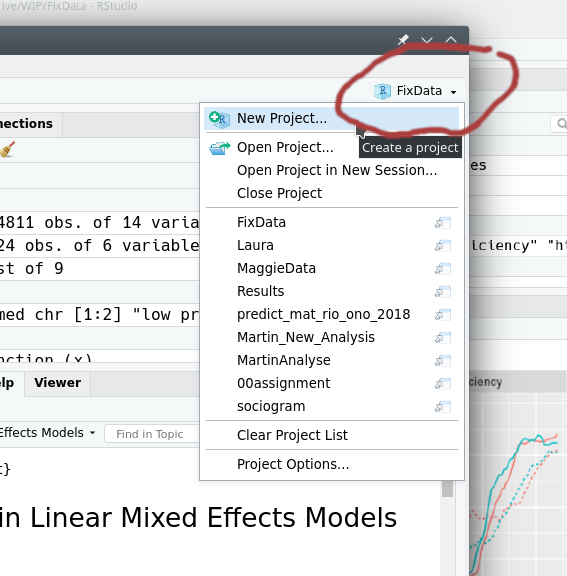 ive/WIP/FixData - RStudio
FixData
nections
New Project...
Create a project
Open Project...
Open Project in New Session...
Close Project
es
4811 obs. of 14 varia
24 obs. of 6 variable
iciency" "h
st of 9
med chr [1:2] "low pr
nction (x)
FixData
Laura
MaggieData
Results
predict_mat_rio_ono_2018
Martin_New_Analysis
MartinAnalyse
00assignment
sociogram
elp Viewer
ciency
Effects Models
Find in Topic
Clear Project List
Project Options...
t}
in Linear Mixed Effects Models